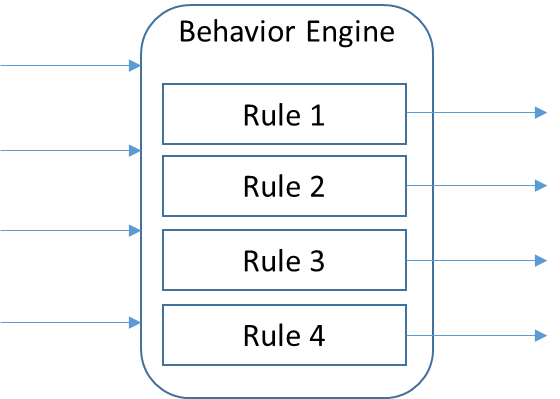 Behavior Engine
Rule 1
Rule 2
Rule 3
Rule 4